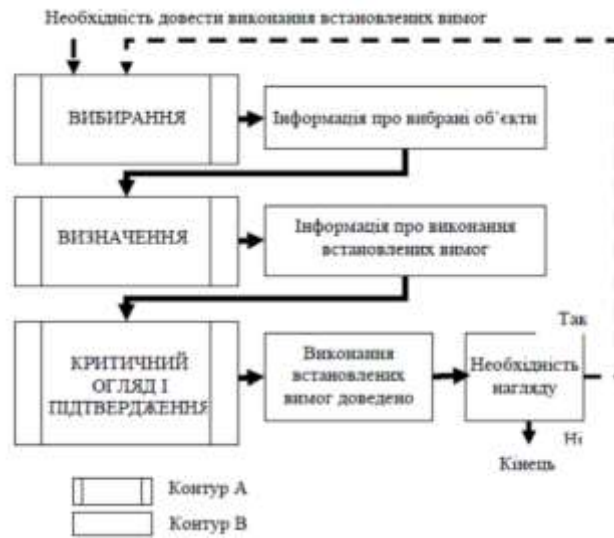 Необхідність довести виконання встановлених вимог
ВИБИРАННЯ
Інформація про вибрані об'єкти
ВИЗНАЧЕННЯ
Інформація про виконання
встановлених вимог
КРИТИЧНИЙ
ОГЛЯД І
ПІДТВЕРДЖЕННЯ
Виконання
встановлених
вимог доведено
Так
Необхідність
нагляду
Ні
Кінець
Контур А
Контур В